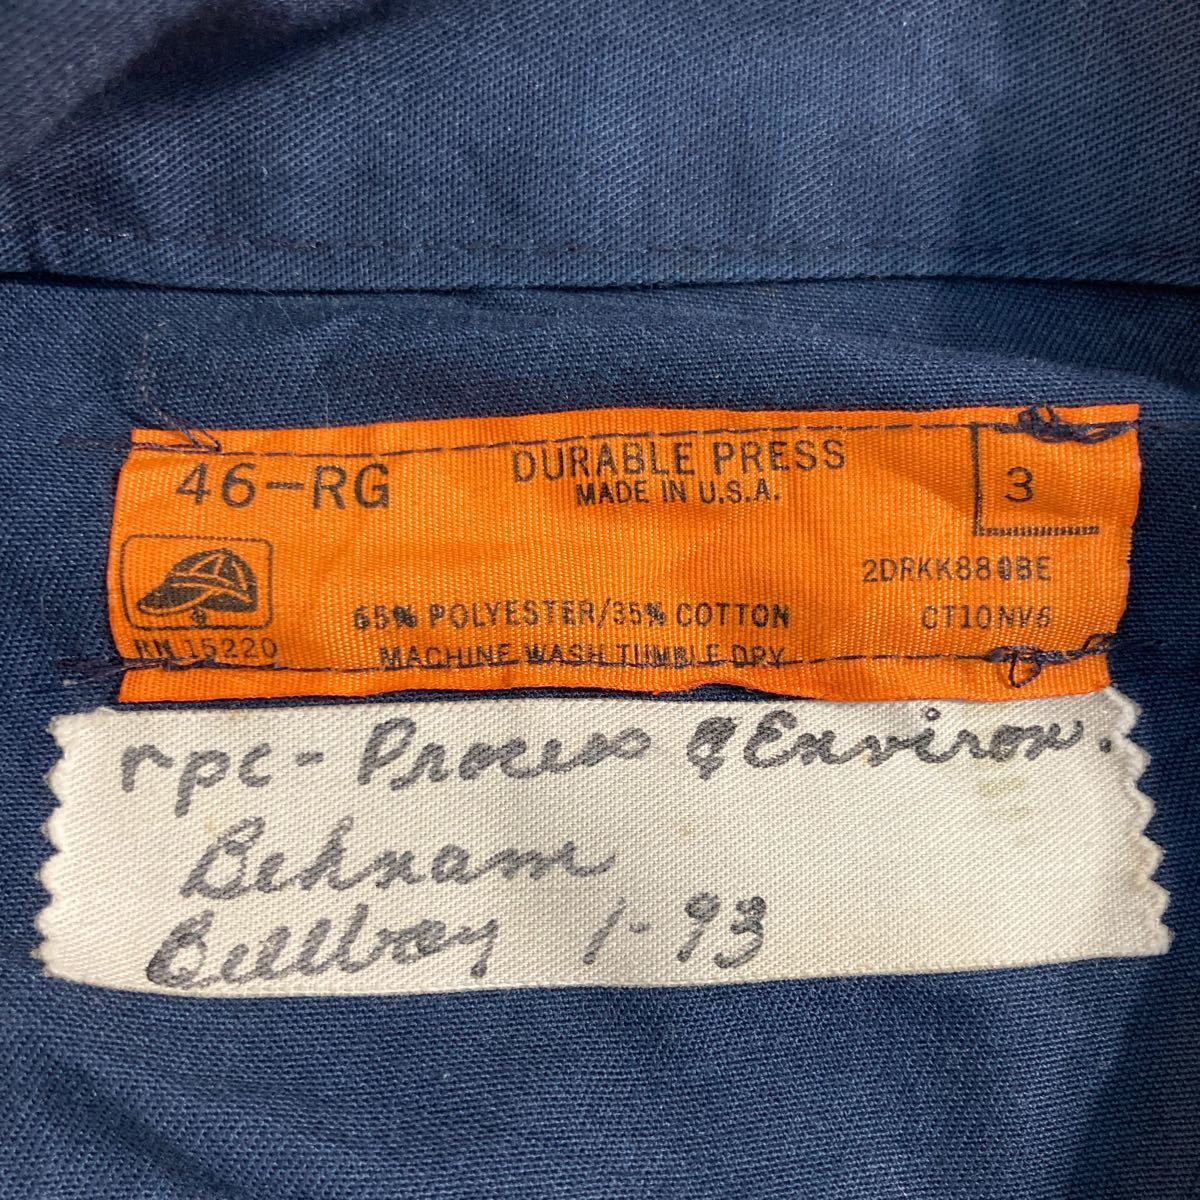 46-RG
DURABLE PRESS
MADE IN U.S.A.
3
RN 15220
65% POLYESTER/35% COTTON
MACHINE WASH TUMBLE DRY
2DRKK880BE
CT10NV6
rpc - Process & Environ.
Behnam
1-93